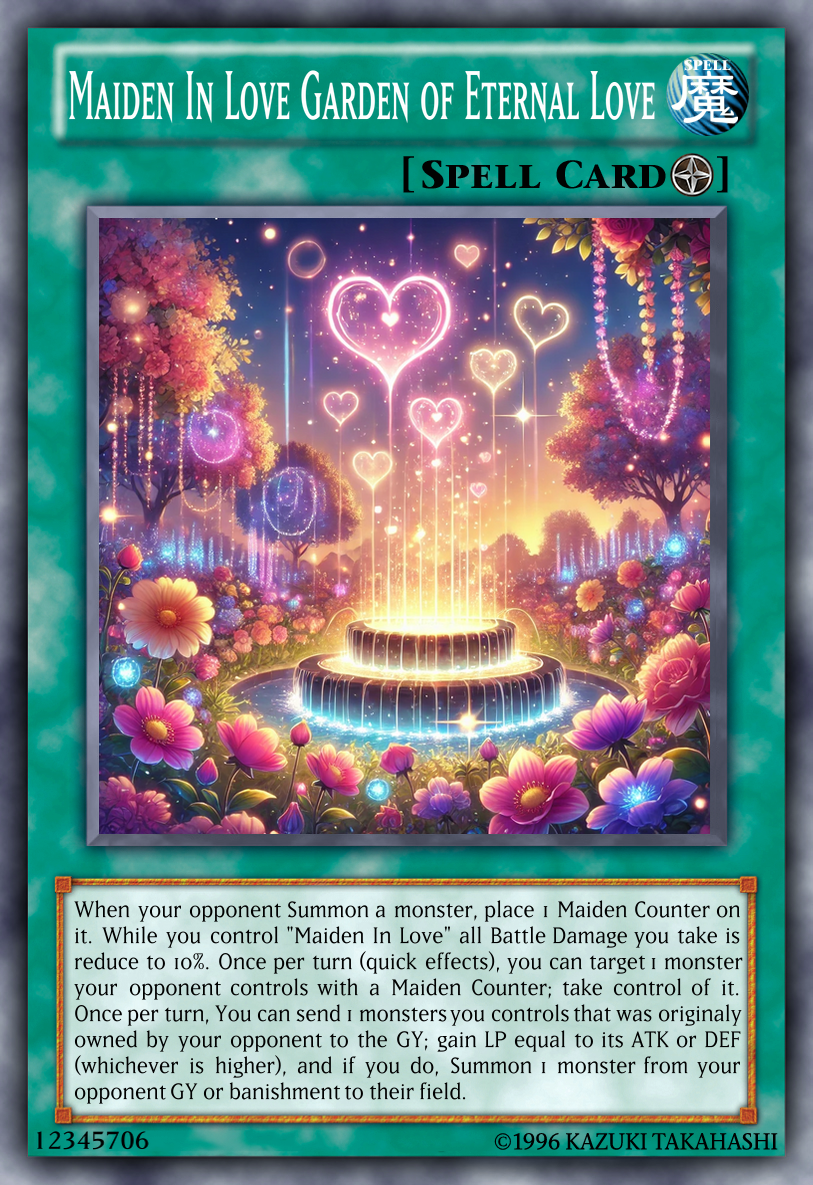 Maiden In Love Garden of Eternal Love
SPELL
魔
[Spell Card]
When your opponent Summon a monster, place 1 Maiden Counter on
it. While you control "Maiden In Love" all Battle Damage you take is
reduce to 10%. Once per turn (quick effects), you can target 1 monster
your opponent controls with a Maiden Counter; take control of it.
Once per turn, You can send 1 monsters you controls that was originaly
owned by your opponent to the GY; gain LP equal to its ATK or DEF
(whichever is higher), and if you do, Summon 1 monster from your
opponent GY or banishment to their field.
12345706
©1996 KAZUKI TAKAHASHI